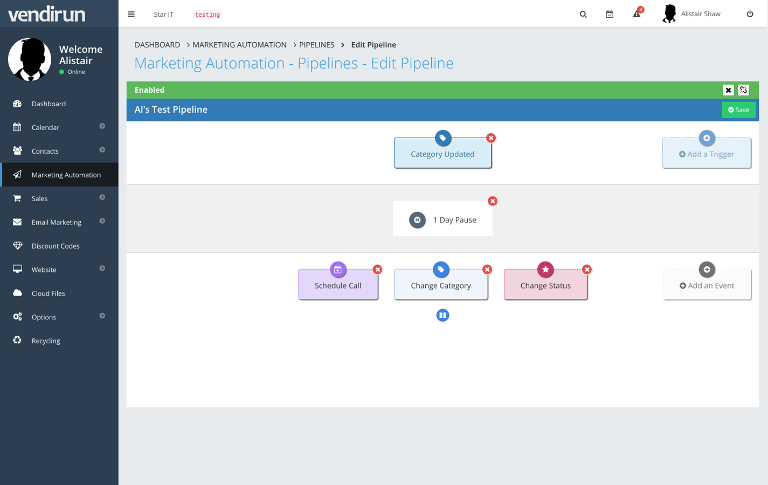 vendirun
Star IT
testing
4
Alistair Shaw
Welcome
Alistair
Online
Dashboard
Calendar
Contacts
Marketing Automation
Sales
Email Marketing
Discount Codes
Website
Cloud Files
Options
Recycling
DASHBOARD > MARKETING AUTOMATION > PIPELINES > Edit Pipeline
Marketing Automation - Pipelines - Edit Pipeline
Enabled
Al's Test Pipeline
Save
Category Updated
Add a Trigger
1 Day Pause
Schedule Call
Change Category
Change Status
Add an Event